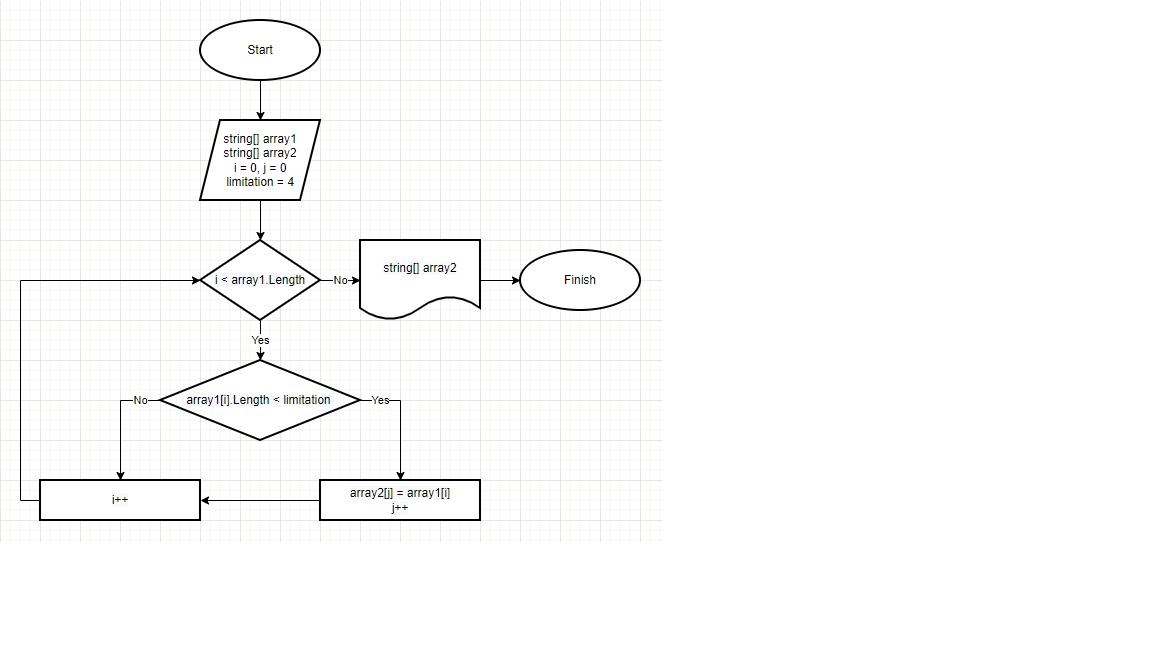 Start
string[] array1
string[] array2
i = 0, j = 0
limitation = 4
i < array1.Length
No
string[] array2
Finish
Yes
No
array1[i].Length < limitation
Yes
i++
array2[j] = array1[i]
j++